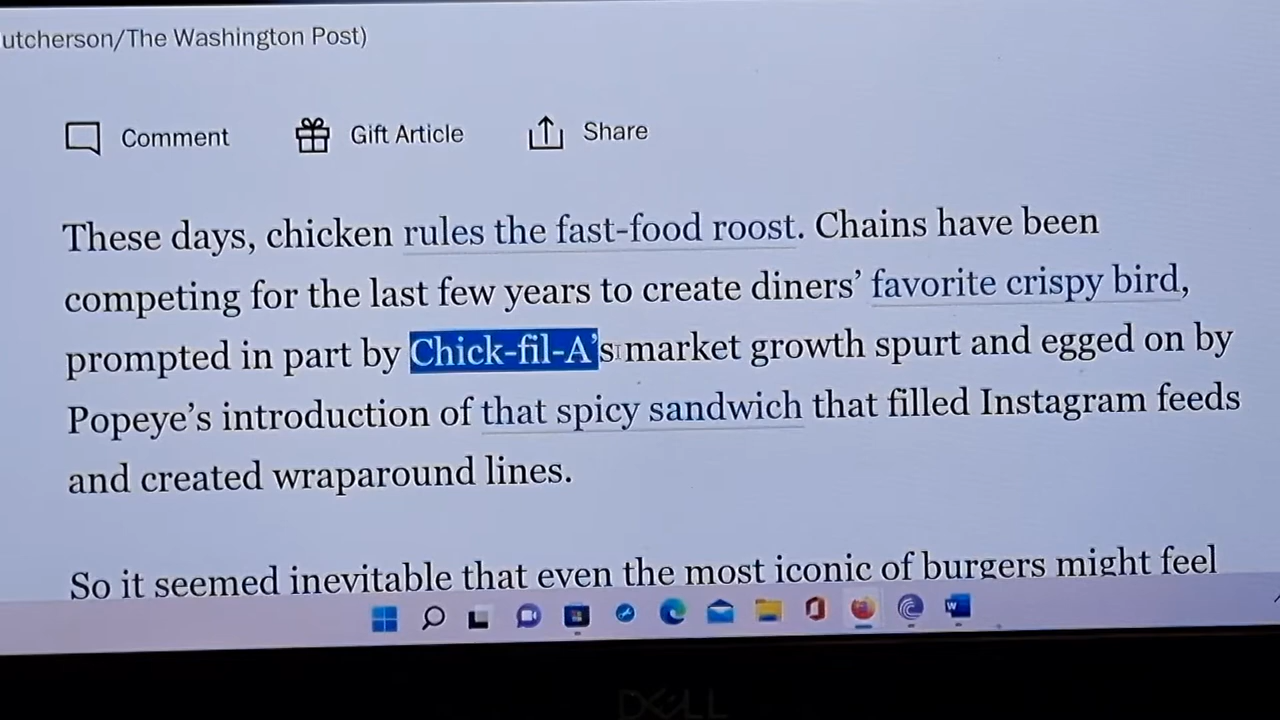 utcherson/The Washington Post)
Comment Gift Article Share
These days, chicken rules the fast-food roost. Chains have been
competing for the last few years to create diners’ favorite crispy bird,
prompted in part by Chick-fil-A’s market growth spurt and egged on by
Popeye’s introduction of that spicy sandwich that filled Instagram feeds
and created wraparound lines.
So it seemed inevitable that even the most iconic of burgers might feel
DELL